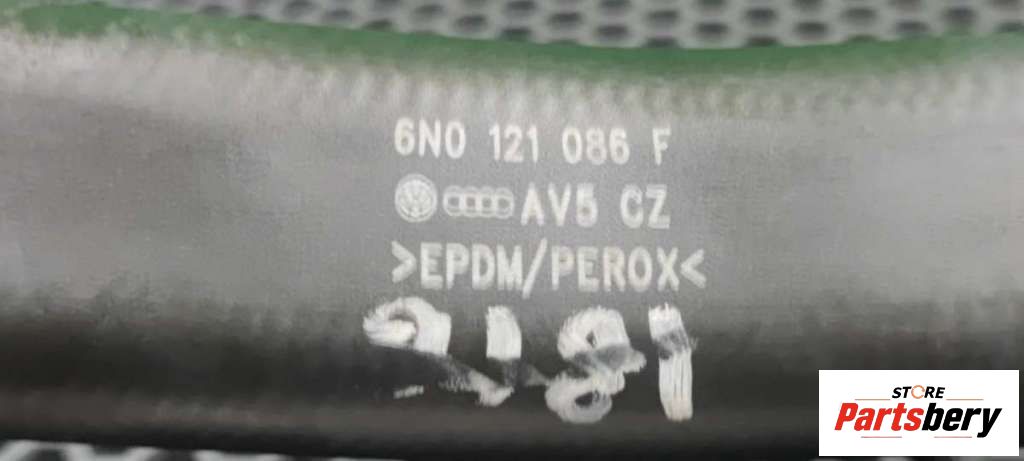 6N0 121 086 F
AV5 CZ
>EPDM/PEROX<
STORE
Partsbery